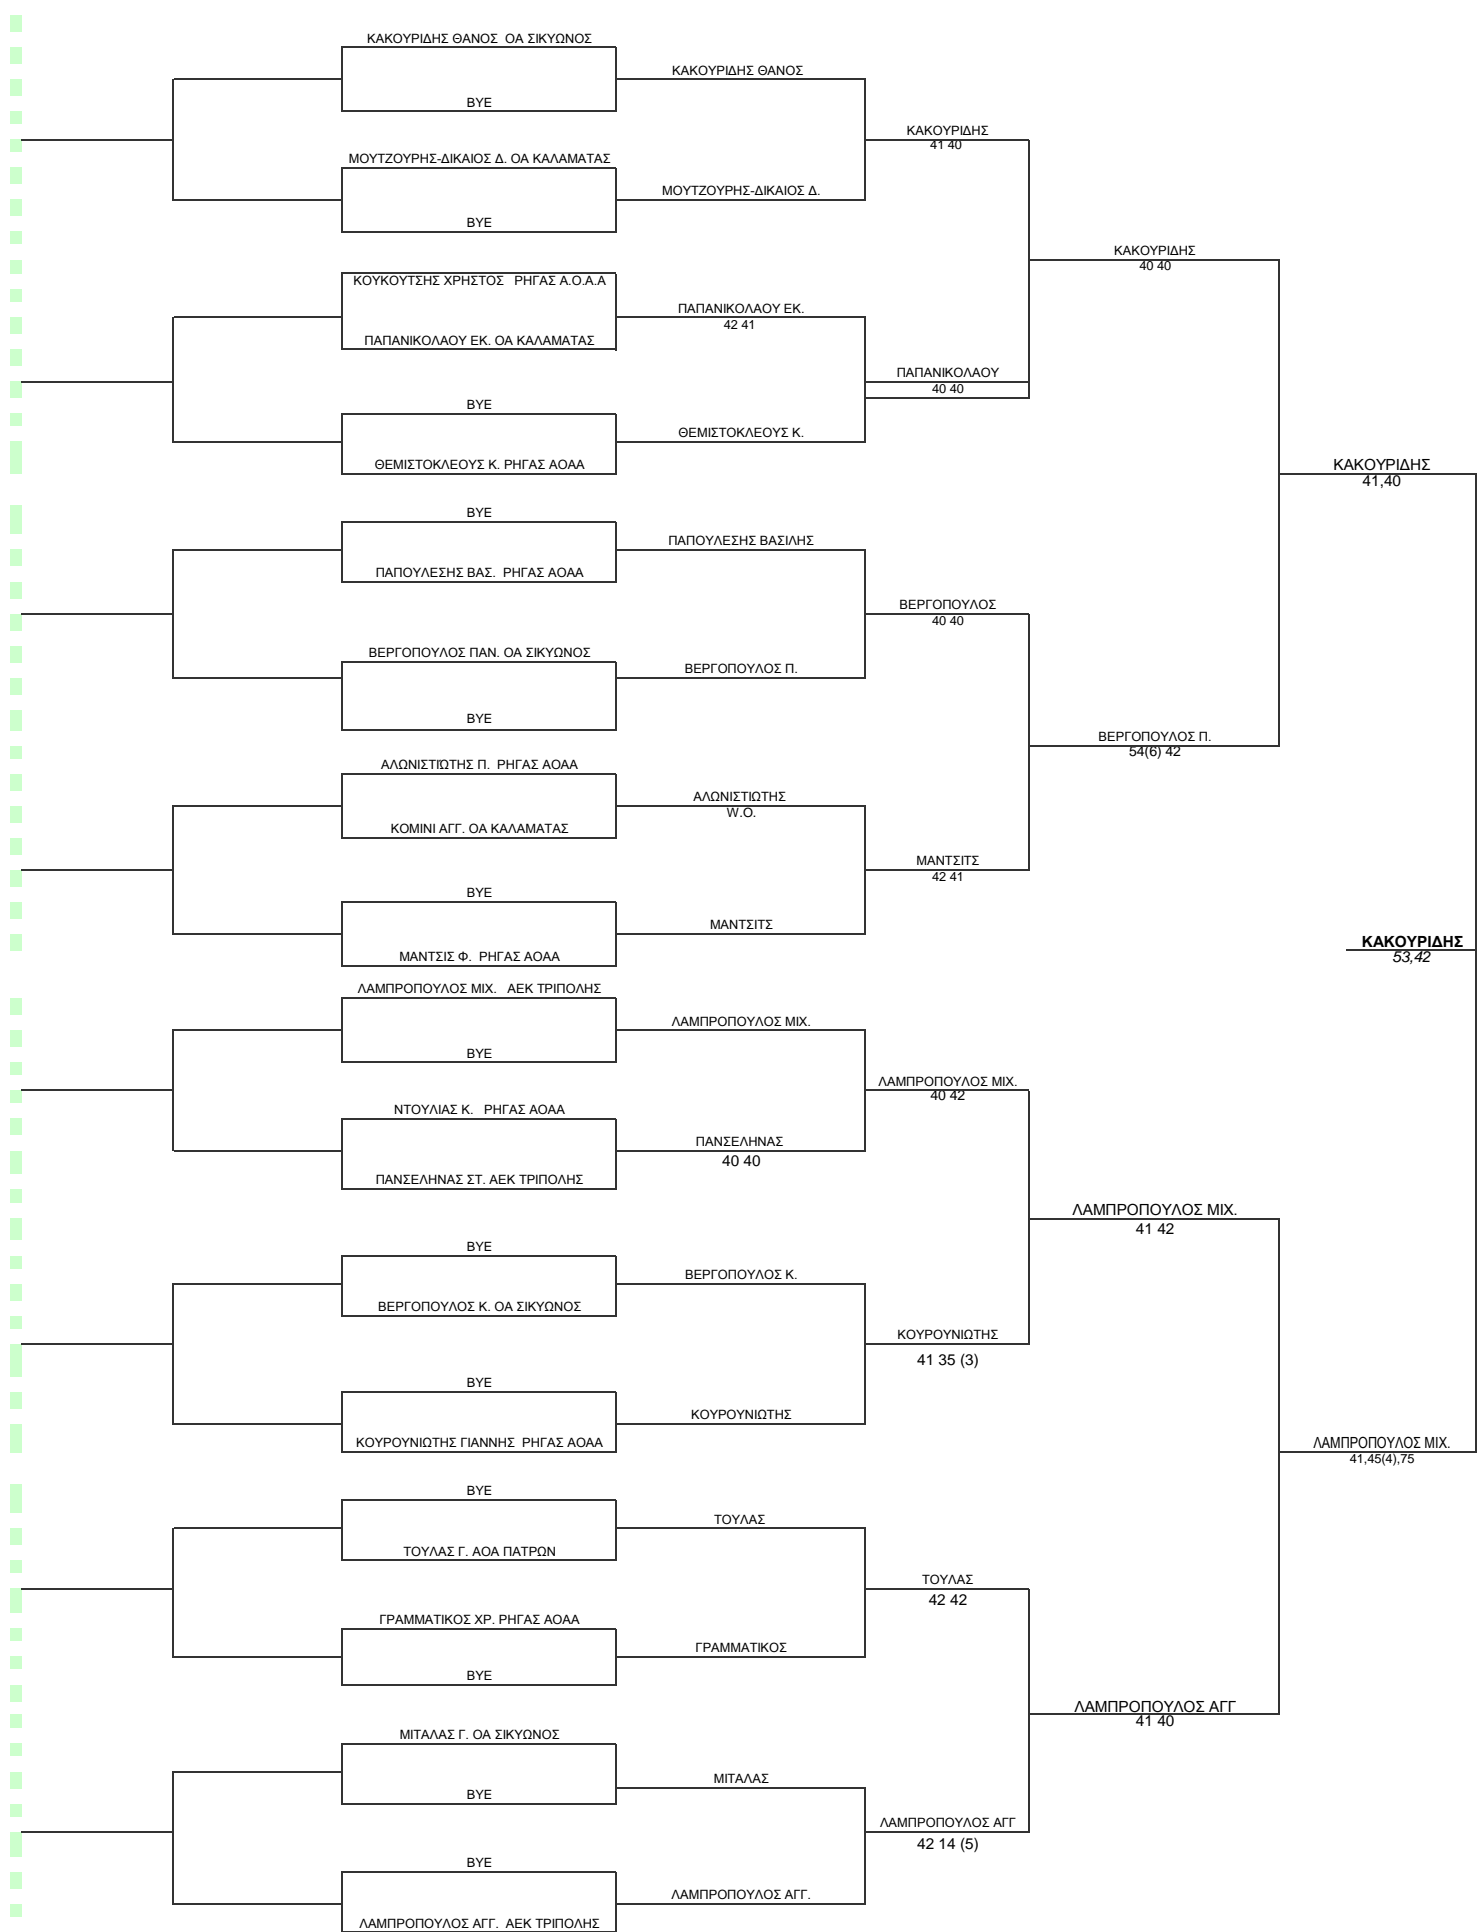 ΚΑΚΟΥΡΙΔΗΣ ΘΑΝΟΣ ΟΑ ΣΙΚΥΩΝΟΣ
ΚΑΚΟΥΡΙΔΗΣ ΘΑΝΟΣ
BYE
ΚΑΚΟΥΡΙΔΗΣ
41 40
ΜΟΥΤΖΟΥΡΗΣ-ΔΙΚΑΙΟΣ Δ. ΟΑ ΚΑΛΑΜΑΤΑΣ
ΜΟΥΤΖΟΥΡΗΣ-ΔΙΚΑΙΟΣ Δ.
BYE
ΚΑΚΟΥΡΙΔΗΣ
40 40
ΚΟΥΚΟΥΤΣΗΣ ΧΡΗΣΤΟΣ ΡΗΓΑΣ Α.Ο.Α.Α
ΠΑΠΑΝΙΚΟΛΑΟΥ ΕΚ.
42 41
ΠΑΠΑΝΙΚΟΛΑΟΥ ΕΚ. ΟΑ ΚΑΛΑΜΑΤΑΣ
ΠΑΠΑΝΙΚΟΛΑΟΥ
40 40
BYE
ΘΕΜΙΣΤΟΚΛΕΟΥΣ Κ.
ΘΕΜΙΣΤΟΚΛΕΟΥΣ Κ. ΡΗΓΑΣ ΑΟΑΑ
ΚΑΚΟΥΡΙΔΗΣ
41,40
BYE
ΠΑΠΟΥΛΕΣΗΣ ΒΑΣΙΛΗΣ
ΠΑΠΟΥΛΕΣΗΣ ΒΑΣ. ΡΗΓΑΣ ΑΟΑΑ
ΒΕΡΓΟΠΟΥΛΟΣ
40 40
ΒΕΡΓΟΠΟΥΛΟΣ ΠΑΝ. ΟΑ ΣΙΚΥΩΝΟΣ
ΒΕΡΓΟΠΟΥΛΟΣ Π.
BYE
ΒΕΡΓΟΠΟΥΛΟΣ Π.
54(6) 42
ΑΛΩΝΙΣΤΙΩΤΗΣ Π. ΡΗΓΑΣ ΑΟΑΑ
ΑΛΩΝΙΣΤΙΩΤΗΣ
W.O.
ΚΟΜΙΝΙ ΑΓΓ. ΟΑ ΚΑΛΑΜΑΤΑΣ
ΜΑΝΤΣΙΤΣ
42 41
BYE
ΜΑΝΤΣΙΤΣ
ΜΑΝΤΣΙΣ Φ. ΡΗΓΑΣ ΑΟΑΑ
ΚΑΚΟΥΡΙΔΗΣ
53,42
ΛΑΜΠΡΟΠΟΥΛΟΣ ΜΙΧ. ΑΕΚ ΤΡΙΠΟΛΗΣ
ΛΑΜΠΡΟΠΟΥΛΟΣ ΜΙΧ.
BYE
ΛΑΜΠΡΟΠΟΥΛΟΣ ΜΙΧ.
40 42
ΝΤΟΥΛΙΑΣ Κ. ΡΗΓΑΣ ΑΟΑΑ
ΠΑΝΣΕΛΗΝΑΣ
40 40
ΠΑΝΣΕΛΗΝΑΣ ΣΤ. ΑΕΚ ΤΡΙΠΟΛΗΣ
ΛΑΜΠΡΟΠΟΥΛΟΣ ΜΙΧ.
41 42
BYE
ΒΕΡΓΟΠΟΥΛΟΣ Κ.
ΒΕΡΓΟΠΟΥΛΟΣ Κ. ΟΑ ΣΙΚΥΩΝΟΣ
ΚΟΥΡΟΥΝΙΩΤΗΣ
41 35 (3)
BYE
ΚΟΥΡΟΥΝΙΩΤΗΣ
ΚΟΥΡΟΥΝΙΩΤΗΣ ΓΙΑΝΝΗΣ ΡΗΓΑΣ ΑΟΑΑ
ΛΑΜΠΡΟΠΟΥΛΟΣ ΜΙΧ.
41,45(4),75
BYE
ΤΟΥΛΑΣ
ΤΟΥΛΑΣ Γ. ΑΟΑ ΠΑΤΡΩΝ
ΤΟΥΛΑΣ
42 42
ΓΡΑΜΜΑΤΙΚΟΣ ΧΡ. ΡΗΓΑΣ ΑΟΑΑ
ΓΡΑΜΜΑΤΙΚΟΣ
BYE
ΛΑΜΠΡΟΠΟΥΛΟΣ ΑΓΓ
41 40
ΜΙΤΑΛΑΣ Γ. ΟΑ ΣΙΚΥΩΝΟΣ
ΜΙΤΑΛΑΣ
BYE
ΛΑΜΠΡΟΠΟΥΛΟΣ ΑΓΓ
42 14 (5)
BYE
ΛΑΜΠΡΟΠΟΥΛΟΣ ΑΓΓ.
ΛΑΜΠΡΟΠΟΥΛΟΣ ΑΓΓ. ΑΕΚ ΤΡΙΠΟΛΗΣ